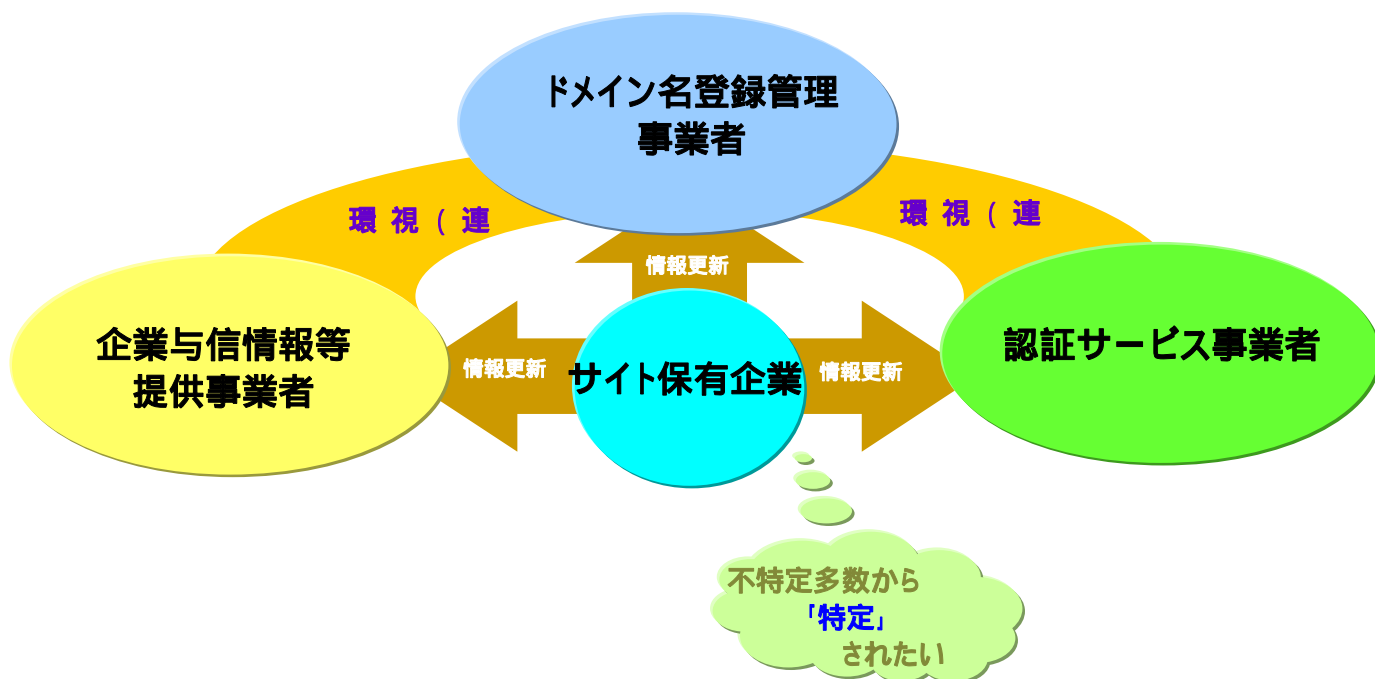 ドメイン名登録管理
事業者
環 視 ( 連
環 視 ( 連
情報更新
企業与信情報等
提供事業者
情報更新
サイト保有企業
情報更新
認証サービス事業者
不特定多数から
「特定」
されたい